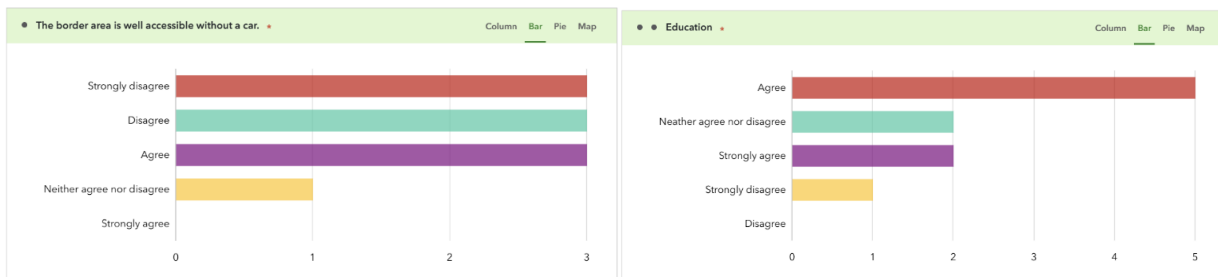 The border area is well accessible without a car. *
Column Bar Pie Map
Strongly disagree
Disagree
Agree
Neither agree nor disagree
Strongly agree
0 1 2 3
Education *
Column Bar Pie Map
Agree
Neather agree nor disagree
Strongly agree
Strongly disagree
Disagree
0 1 2 3 4 5